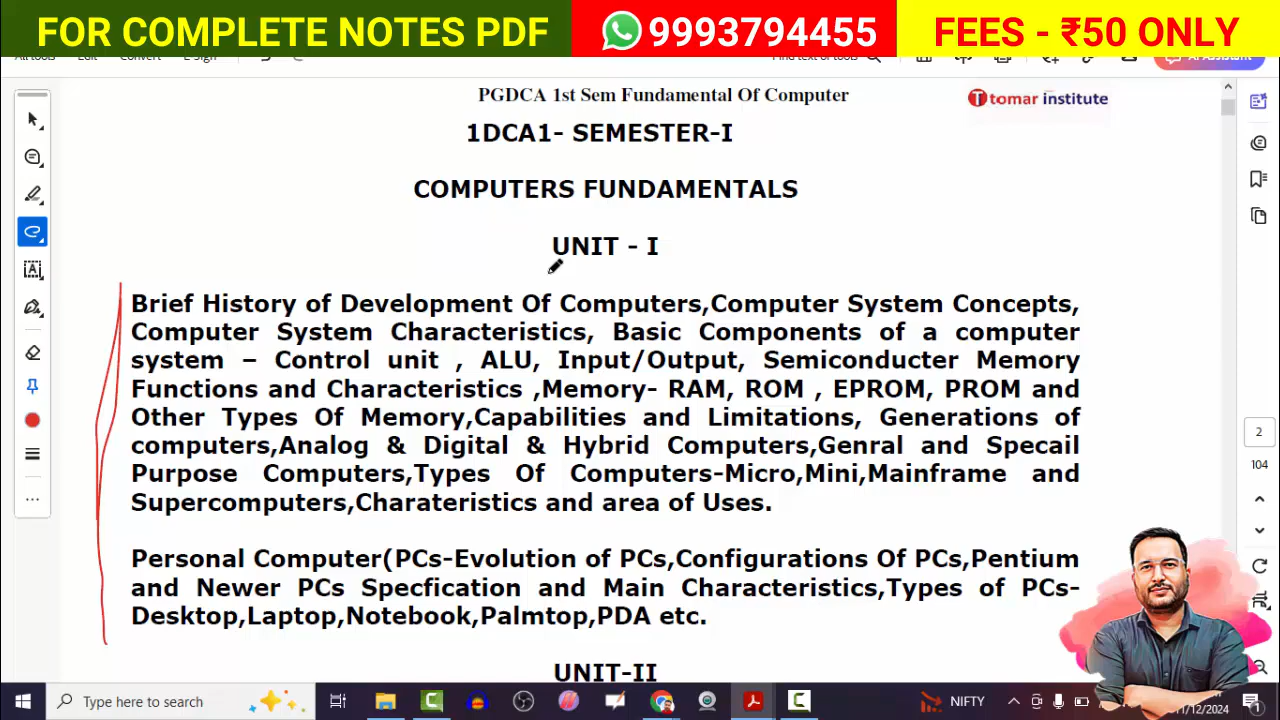 FOR COMPLETE NOTES PDF
9993794455
FEES - ₹50 ONLY
PGDCA 1st Sem Fundamental Of Computer
tomar institute
1DCA1- SEMESTER-I
COMPUTERS FUNDAMENTALS
UNIT - I
Brief History of Development Of Computers,Computer System Concepts,
Computer System Characteristics, Basic Components of a computer
system – Control unit , ALU, Input/Output, Semiconducter Memory
Functions and Characteristics ,Memory- RAM, ROM , EPROM, PROM and
Other Types Of Memory,Capabilities and Limitations, Generations of
computers,Analog & Digital & Hybrid Computers,Genral and Specail
Purpose Computers,Types Of Computers-Micro,Mini,Mainframe and
Supercomputers,Charateristics and area of Uses.
Personal Computer(PCs-Evolution of PCs,Configurations Of PCs,Pentium
and Newer PCs Specfication and Main Characteristics,Types of PCs-
Desktop,Laptop,Notebook,Palmtop,PDA etc.
UNIT-II
2
104
Type here to search
NIFTY
11/12/2024